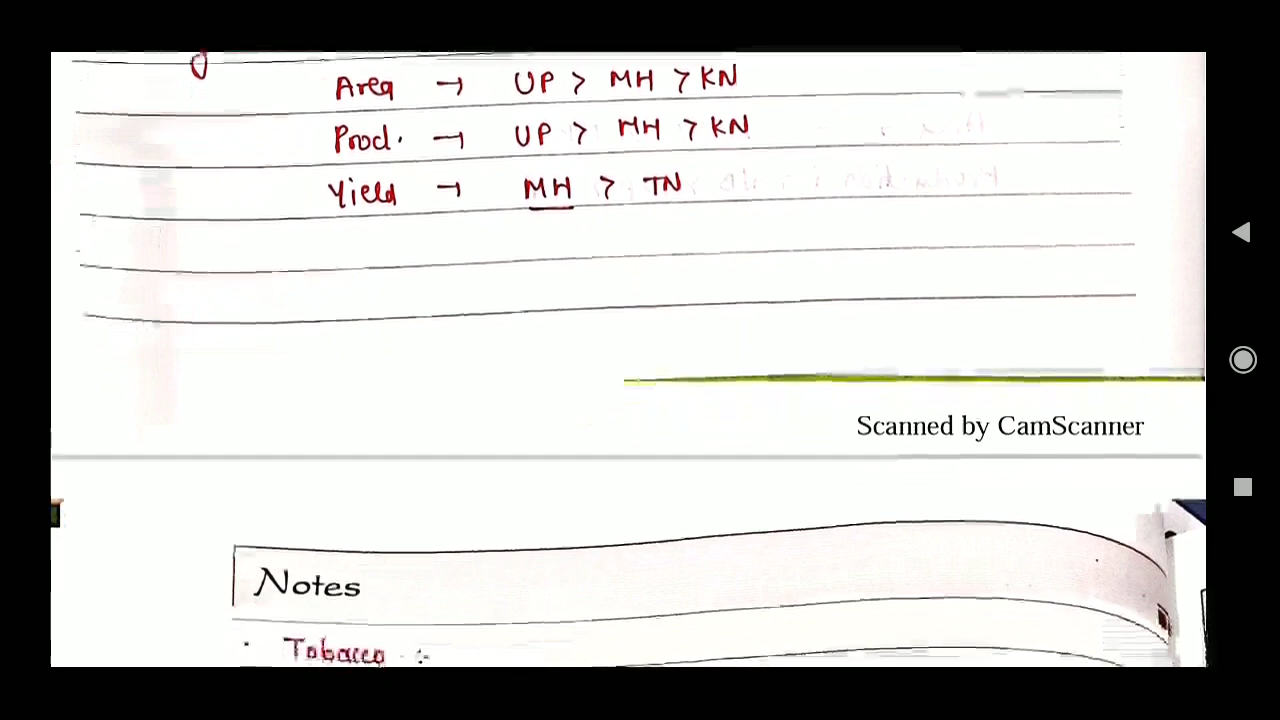 Area → UP > MH > KN
Prod. → UP > MH > KN
Yield → MH > TN
Scanned by CamScanner
Notes
• Tobacco :-